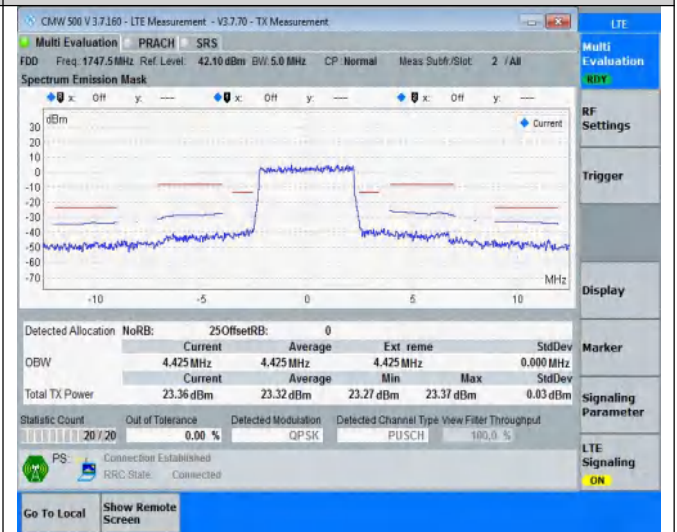 CMW 500 V 3.7.160 - LTE Measurement - V3.7.70 - TX Measurement
LTE
Multi Evaluation PRACH SRS
Multi Evaluation
RDY
FDD Freq.: 1747.5 MHz Ref. Level: 42.10 dBm BW: 5.0 MHz CP: Normal Meas Subfr./Slot: 2 / All
Spectrum Emission Mask
x: Off y: --- x: Off y: --- x: Off y: ---
dBm
Current
30
20
10
0
-10
-20
-30
-40
-50
-60
-70
MHz
-10 -5 0 5 10
RF Settings
Trigger
Display
Detected Allocation NoRB: 25 OffsetRB: 0
Current Average Extreme StdDev
OBW 4.425 MHz 4.425 MHz 4.425 MHz 0.000 MHz
Current Average Min Max StdDev
Total TX Power 23.36 dBm 23.32 dBm 23.27 dBm 23.37 dBm 0.03 dBm
Marker
Signaling Parameter
Statistic Count Out of Tolerance Detected Modulation Detected Channel Type View Filter Throughput
20 / 20 0.00 % QPSK PUSCH 100.0 %
PS: Connection Established
RRC State: Connected
LTE Signaling
ON
Go To Local
Show Remote Screen